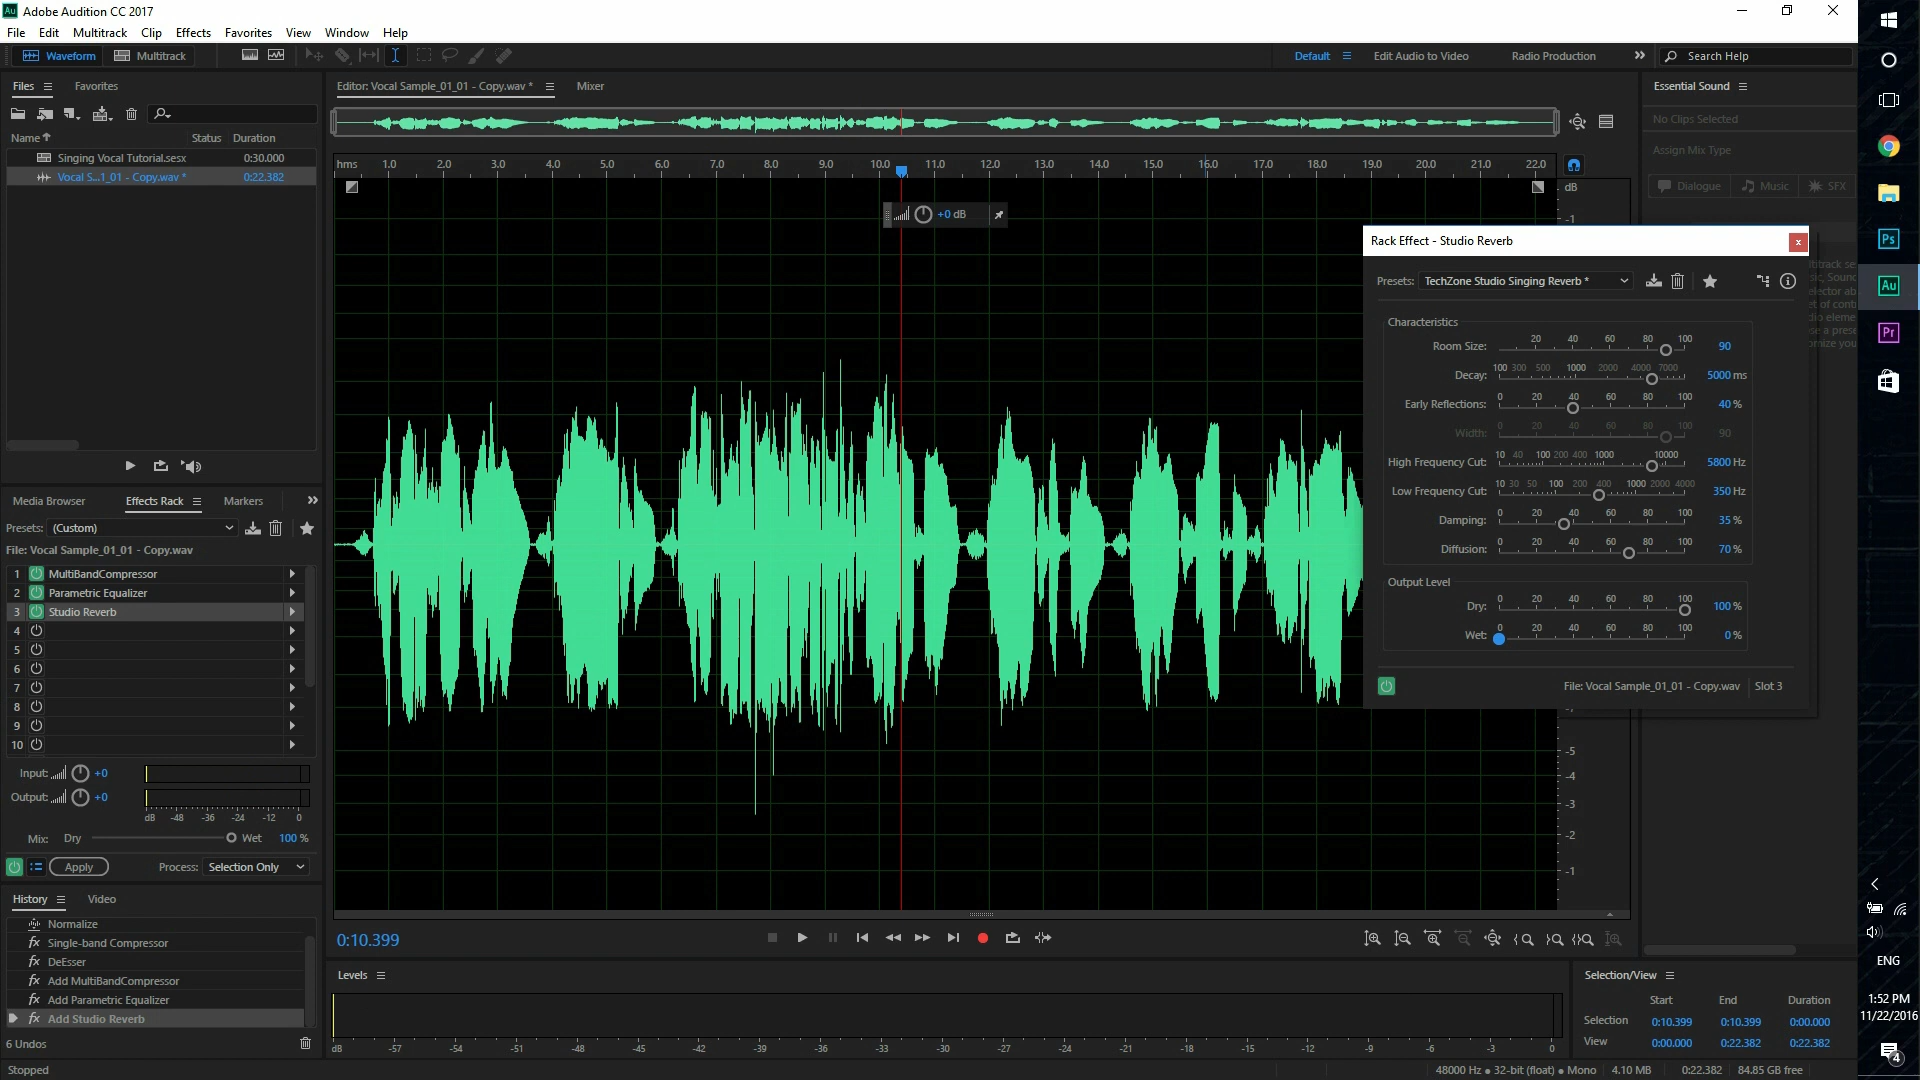 Au Adobe Audition CC 2017
File Edit Multitrack Clip Effects Favorites View Window Help
Waveform Multitrack
Default Edit Audio to Video Radio Production Search Help
Files Favorites
Name Status Duration
Singing Vocal Tutorial.sesx 0:30.000
Vocal S...1_01 - Copy.wav * 0:22.382
Media Browser Effects Rack Markers
Presets: (Custom)
File: Vocal Sample_01_01 - Copy.wav
1 MultiBandCompressor
2 Parametric Equalizer
3 Studio Reverb
4
5
6
7
8
9
10
Input: +0
Output: +0
dB -48 -36 -24 -12 0
Mix: Dry Wet 100 %
Apply Process: Selection Only
History Video
Normalize
fx Single-band Compressor
fx DeEsser
fx Add MultiBandCompressor
fx Add Parametric Equalizer
fx Add Studio Reverb
6 Undos
Stopped
Editor: Vocal Sample_01_01 - Copy.wav * Mixer
hms 1.0 2.0 3.0 4.0 5.0 6.0 7.0 8.0 9.0 10.0 11.0 12.0 13.0 14.0 15.0 16.0 17.0 18.0 19.0 20.0 21.0 22.0
dB
-1
+0 dB
-5
-4
-3
-2
-1
0:10.399
Levels
dB -57 -54 -51 -48 -45 -42 -39 -36 -33 -30 -27 -24 -21 -18 -15 -12 -9 -6 -3 0
Essential Sound
No Clips Selected
Assign Mix Type
Dialogue Music SFX
Rack Effect - Studio Reverb
x
Presets: TechZone Studio Singing Reverb *
Characteristics
20 40 60 80 100
Room Size: 90
100 300 500 1000 2000 4000 7000
Decay: 5000 ms
0 20 40 60 80 100
Early Reflections: 40 %
0 20 40 60 80 100
Width: 90
10 40 100 200 400 1000 10000
High Frequency Cut: 5800 Hz
10 30 50 100 200 400 1000 2000 4000
Low Frequency Cut: 350 Hz
0 20 40 60 80 100
Damping: 35 %
0 20 40 60 80 100
Diffusion: 70 %
Output Level
0 20 40 60 80 100
Dry: 100 %
0 20 40 60 80 100
Wet: 0 %
File: Vocal Sample_01_01 - Copy.wav Slot 3
Selection/View
Start End Duration
Selection 0:10.399 0:10.399 0:00.000
View 0:00.000 0:22.382 0:22.382
48000 Hz • 32-bit (float) • Mono 4.10 MB 0:22.382 84.85 GB free
Ps
Au
Pr
ENG
1:52 PM
11/22/2016
4